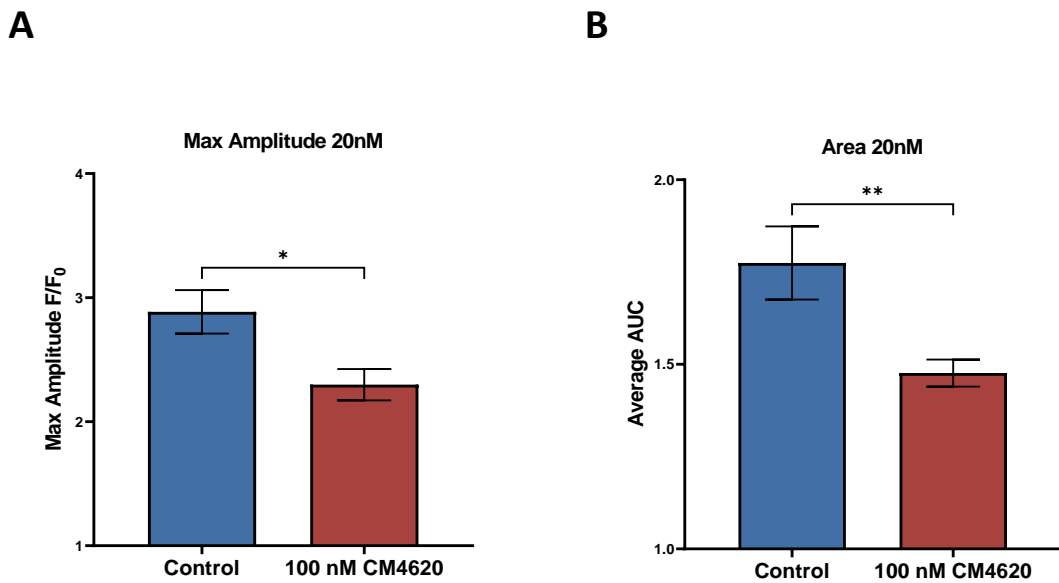 A
B
Max Amplitude 20nM
Max Amplitude F/F₀
4
3
2
1
*
Control
100 nM CM4620
Area 20nM
Average AUC
2.0
1.5
1.0
**
Control
100 nM CM4620